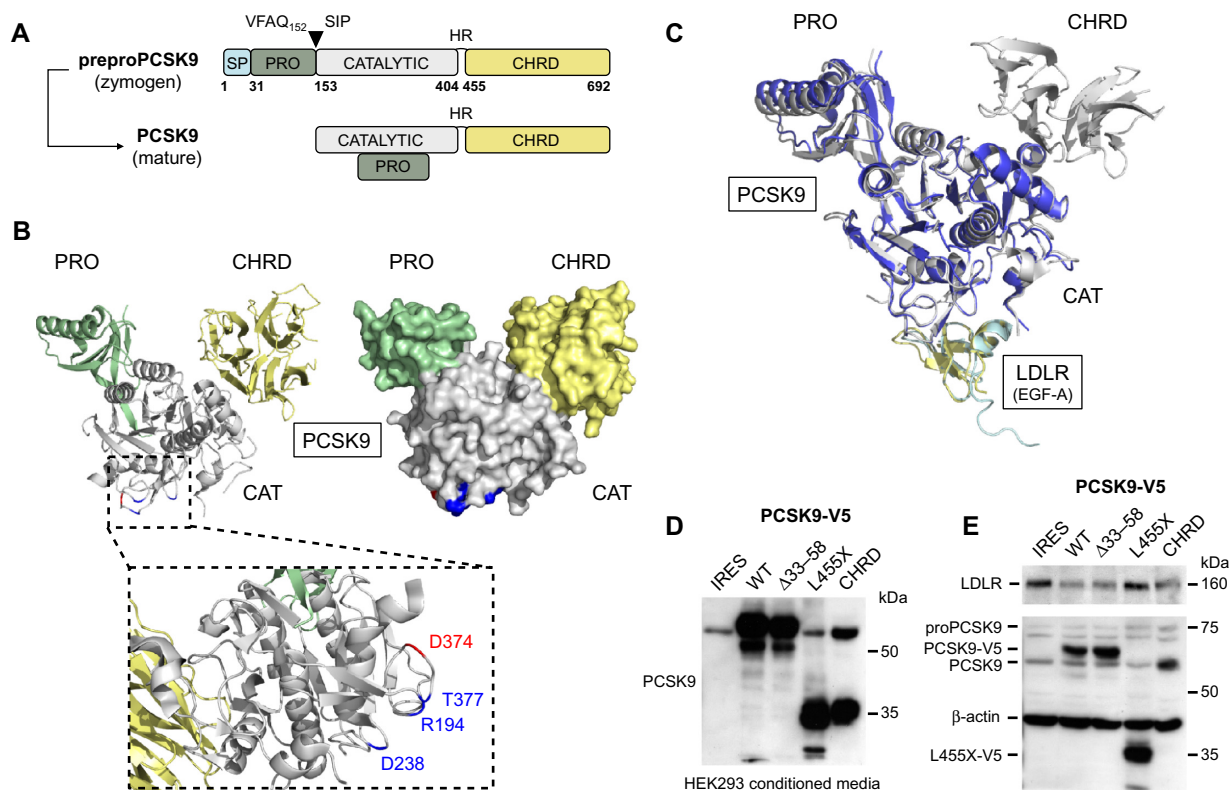 A
VFAQ152 SIP
preproPCSK9
(zymogen)
SP PRO CATALYTIC HR CHRD
1 31 153 404 455 692
PCSK9
(mature)
CATALYTIC HR CHRD
PRO
B
PRO CHRD PRO CHRD
PCSK9
CAT CAT
D374
T377
R194
D238
C
PRO CHRD
PCSK9
CAT
LDLR
(EGF-A)
D
PCSK9-V5
IRES WT Δ33–58 L455X CHRD
kDa
50
PCSK9
35
HEK293 conditioned media
E
PCSK9-V5
IRES WT Δ33–58 L455X CHRD
kDa
LDLR 160
proPCSK9 75
PCSK9-V5
PCSK9
50
β-actin
L455X-V5 35